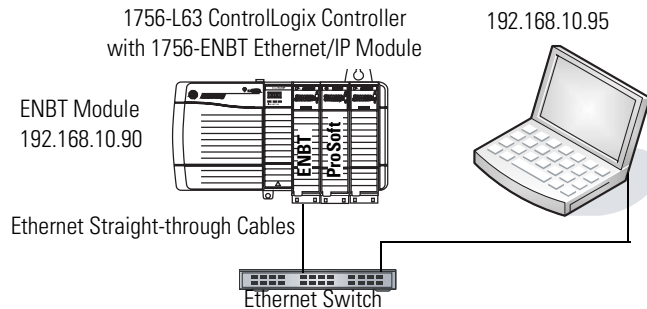 1756-L63 ControlLogix Controller
with 1756-ENBT Ethernet/IP Module
192.168.10.95
ENBT Module
192.168.10.90
ENBT
ProSoft
Ethernet Straight-through Cables
Ethernet Switch